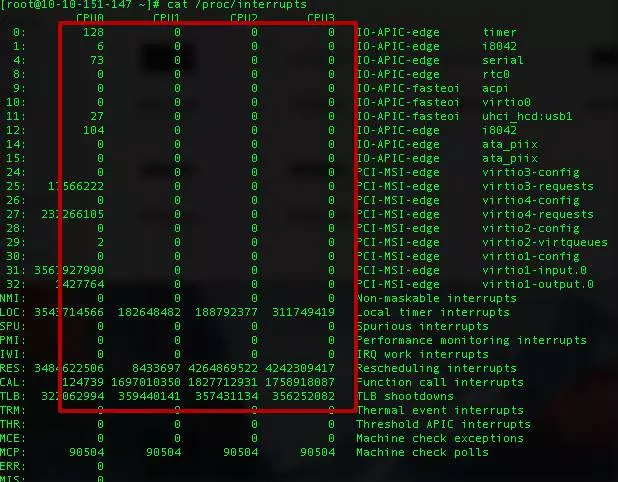 [root@10-10-151-147 ~]# cat /proc/interrupts
CPU0 CPU1 CPU2 CPU3
0: 128 0 0 0 IO-APIC-edge timer
1: 6 0 0 0 IO-APIC-edge i8042
4: 73 0 0 0 IO-APIC-edge serial
8: 0 0 0 0 IO-APIC-edge rtc0
9: 0 0 0 0 IO-APIC-fasteoi acpi
10: 0 0 0 0 IO-APIC-fasteoi virtio0
11: 27 0 0 0 IO-APIC-fasteoi uhci_hcd:usb1
12: 104 0 0 0 IO-APIC-edge i8042
14: 0 0 0 0 IO-APIC-edge ata_piix
15: 0 0 0 0 IO-APIC-edge ata_piix
24: 0 0 0 0 PCI-MSI-edge virtio3-config
25: 17566222 0 0 0 PCI-MSI-edge virtio3-requests
26: 0 0 0 0 PCI-MSI-edge virtio4-config
27: 232266105 0 0 0 PCI-MSI-edge virtio4-requests
28: 0 0 0 0 PCI-MSI-edge virtio2-config
29: 2 0 0 0 PCI-MSI-edge virtio2-virtqueues
30: 0 0 0 0 PCI-MSI-edge virtio1-config
31: 3567927990 0 0 0 PCI-MSI-edge virtio1-input.0
32: 0 0 0 PCI-MSI-edge virtio1-output.0
NMI: 0 0 0 0 Non-maskable interrupts
LOC: 3543714566 182648482 188792377 311749419 Local timer interrupts
SPU: 0 0 0 0 Spurious interrupts
PMI: 0 0 0 0 Performance monitoring interrupts
IWI: 0 0 0 0 IRQ work interrupts
RES: 3484622506 8433697 4264869522 4242309417 Rescheduling interrupts
CAL: 124739 1697010350 1827712931 1758918087 Function call interrupts
TLB: 322062994 359440141 357431134 356252082 TLB shootdowns
TRM: 0 0 0 0 Thermal event interrupts
THR: 0 0 0 0 Threshold APIC interrupts
MCE: 0 0 0 0 Machine check exceptions
MCP: 90504 90504 90504 90504 Machine check polls
ERR: 0
MIS: 0